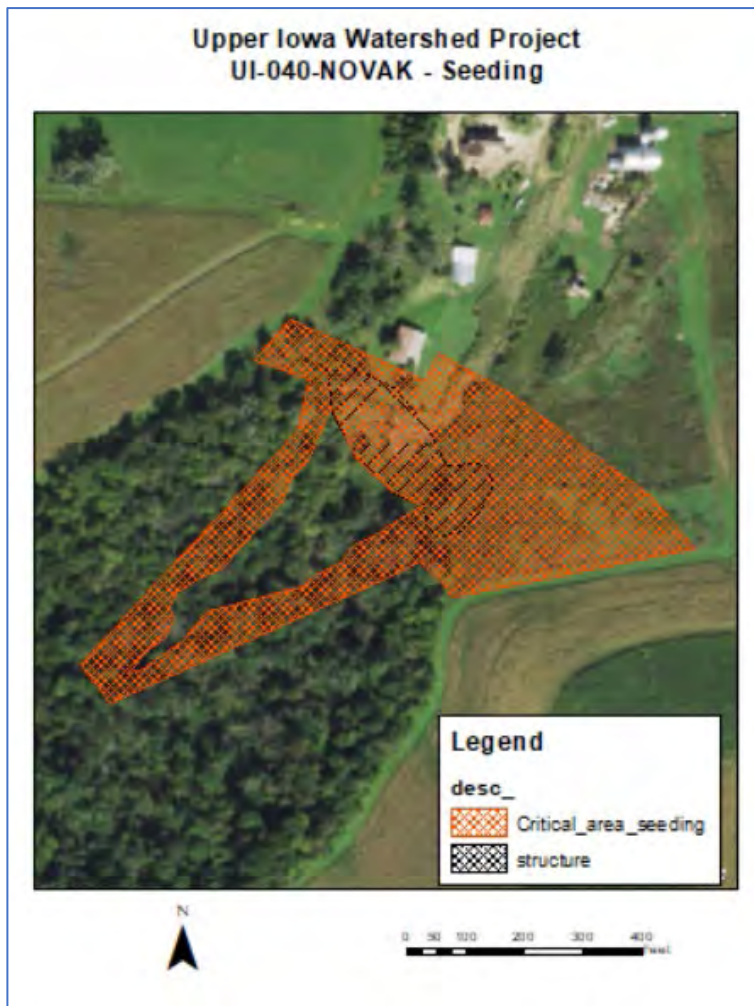 Upper Iowa Watershed Project
UI-040-NOVAK - Seeding
Legend
desc_
Critical_area_seeding
structure
N
0 50 100 200 300 400
Feet